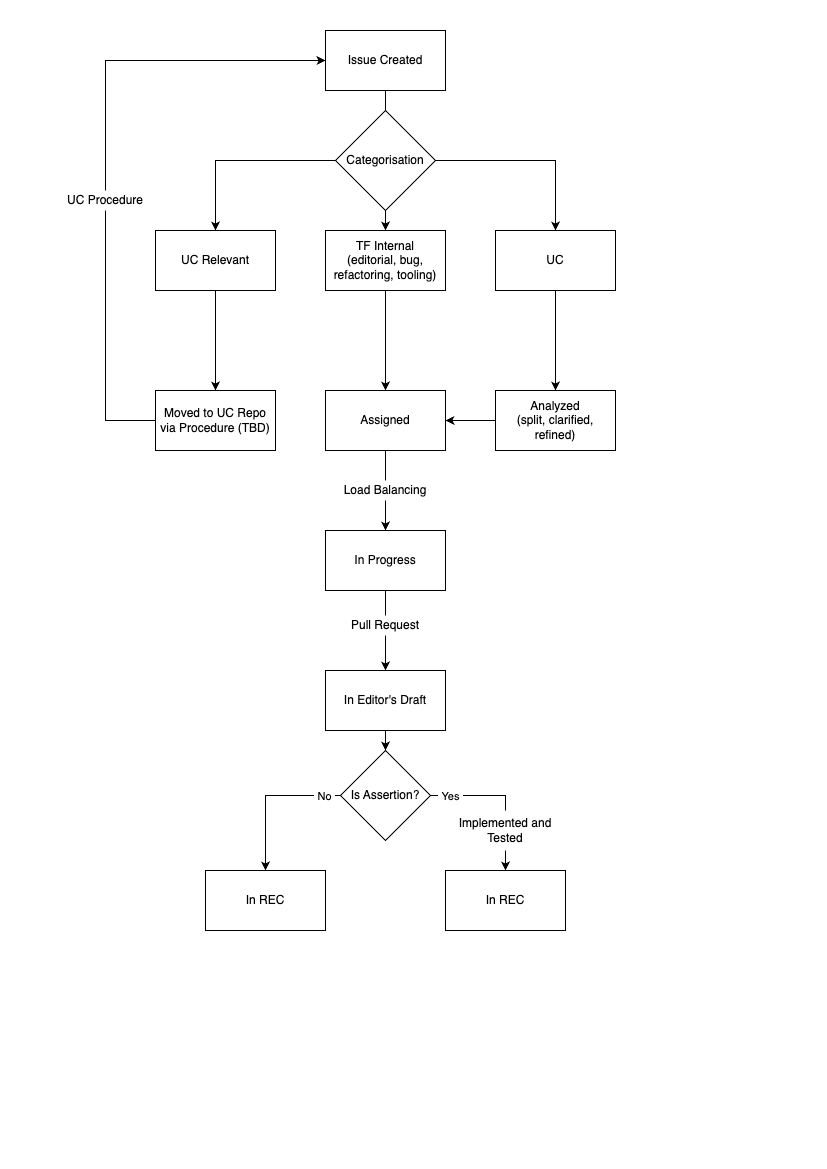 Issue Created
Categorisation
UC Procedure
UC Relevant
TF Internal
(editorial, bug,
refactoring, tooling)
UC
Moved to UC Repo
via Procedure (TBD)
Assigned
Analyzed
(split, clarified,
refined)
Load Balancing
In Progress
Pull Request
In Editor's Draft
No
Is Assertion?
Yes
Implemented and
Tested
In REC
In REC